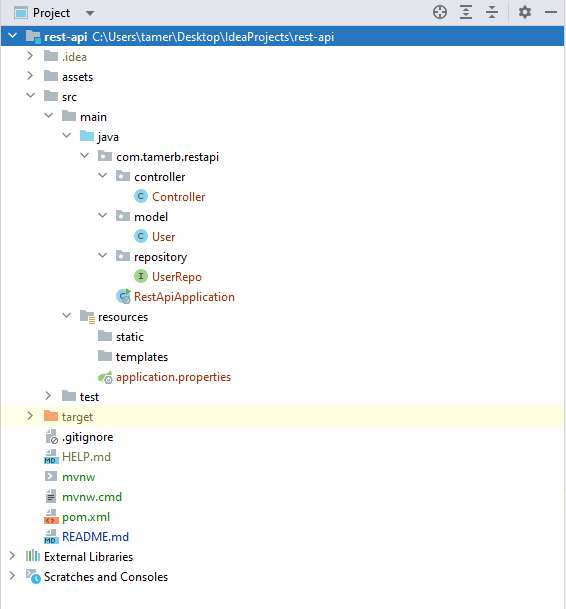 Project
rest-api C:\Users\tamer\Desktop\IdeaProjects\rest-api
.idea
assets
src
main
java
com.tamerb.restapi
controller
C Controller
model
C User
repository
I UserRepo
C RestApiApplication
resources
static
templates
application.properties
test
target
.gitignore
MD HELP.md
mvnw
mvnw.cmd
pom.xml
MD README.md
External Libraries
Scratches and Consoles